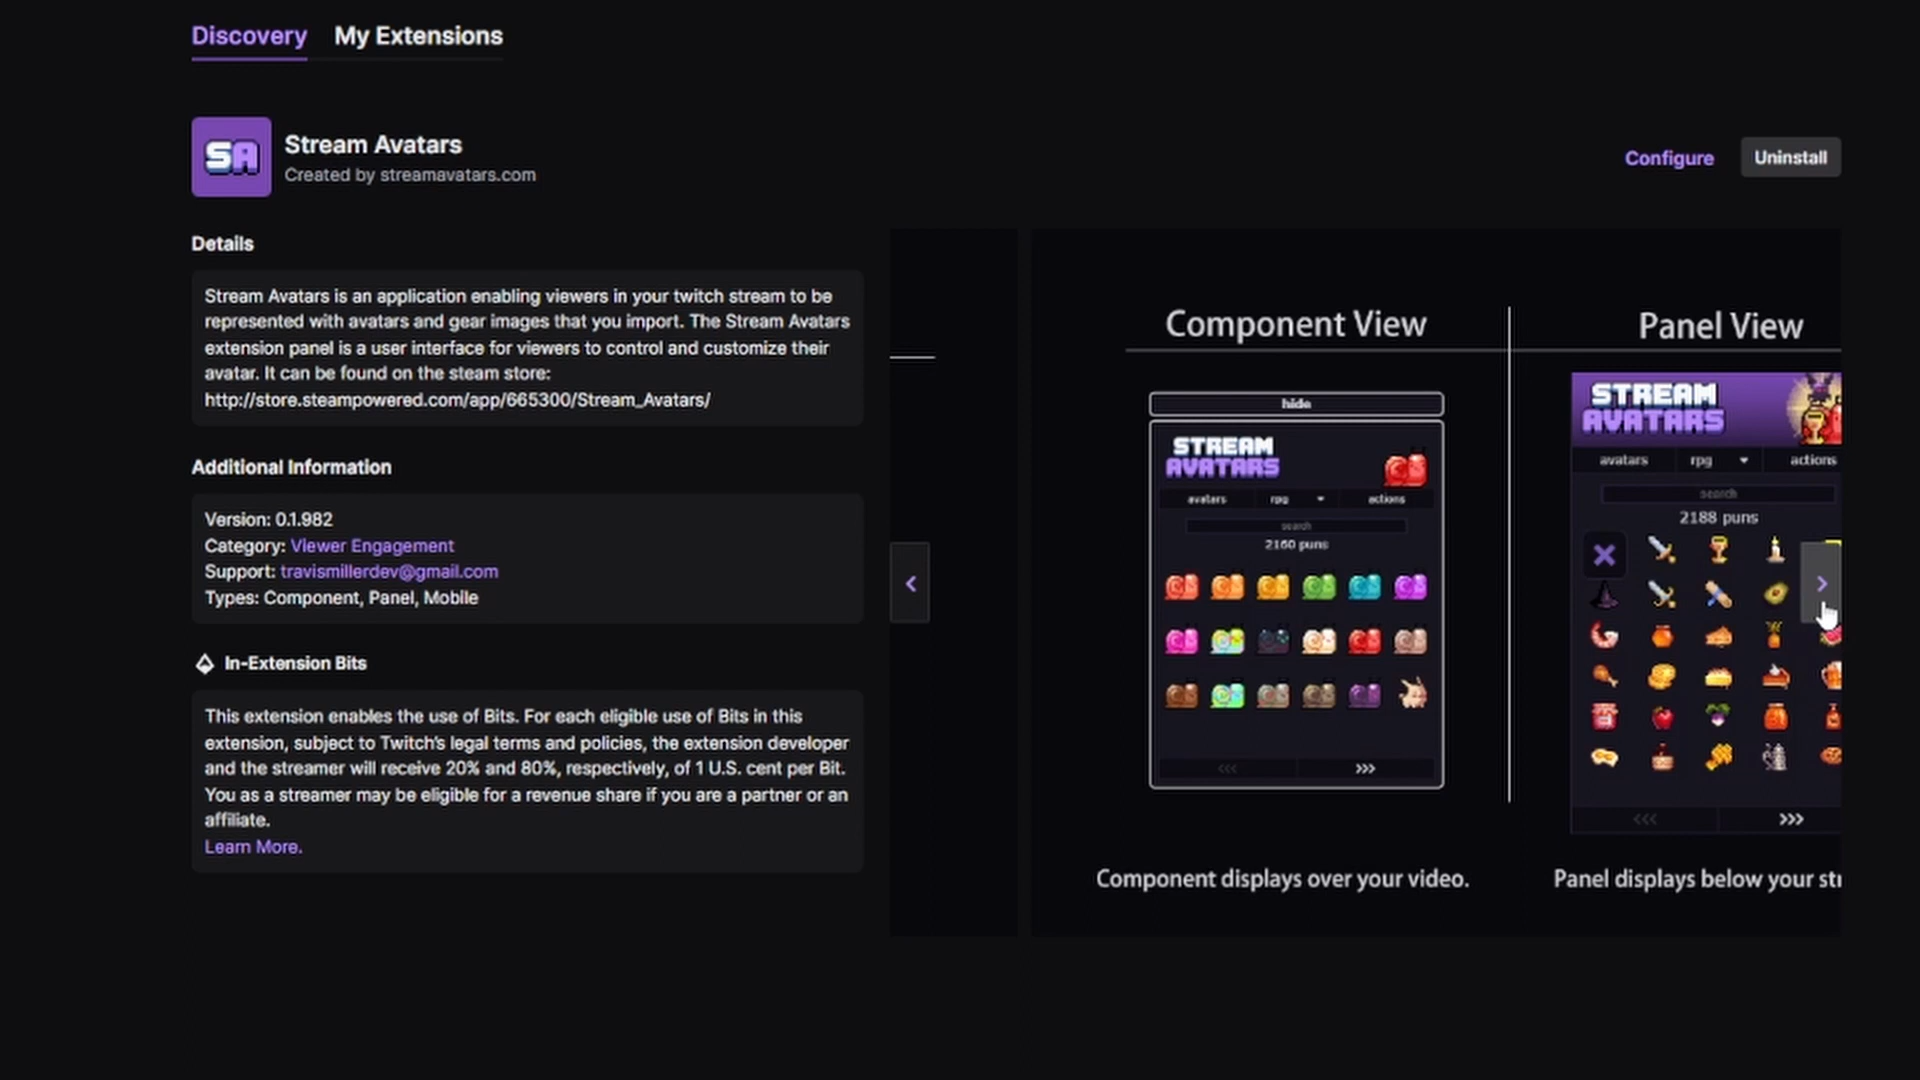 Discovery My Extensions
SA
Stream Avatars
Created by streamavatars.com
Configure Uninstall
Details
Stream Avatars is an application enabling viewers in your twitch stream to be
represented with avatars and gear images that you import. The Stream Avatars
extension panel is a user interface for viewers to control and customize their
avatar. It can be found on the steam store:
http://store.steampowered.com/app/665300/Stream_Avatars/
Additional Information
Version: 0.1.982
Category: Viewer Engagement
Support: travismillerdev@gmail.com
Types: Component, Panel, Mobile
In-Extension Bits
This extension enables the use of Bits. For each eligible use of Bits in this
extension, subject to Twitch's legal terms and policies, the extension developer
and the streamer will receive 20% and 80%, respectively, of 1 U.S. cent per Bit.
You as a streamer may be eligible for a revenue share if you are a partner or an
affiliate.
Learn More.
Component View
hide
STREAM
AVATARS
avatars rpg actions
search
2160 puns
<<< >>>
Component displays over your video.
Panel View
STREAM
AVATARS
avatars rpg actions
search
2188 puns
<<< >>>
Panel displays below your str